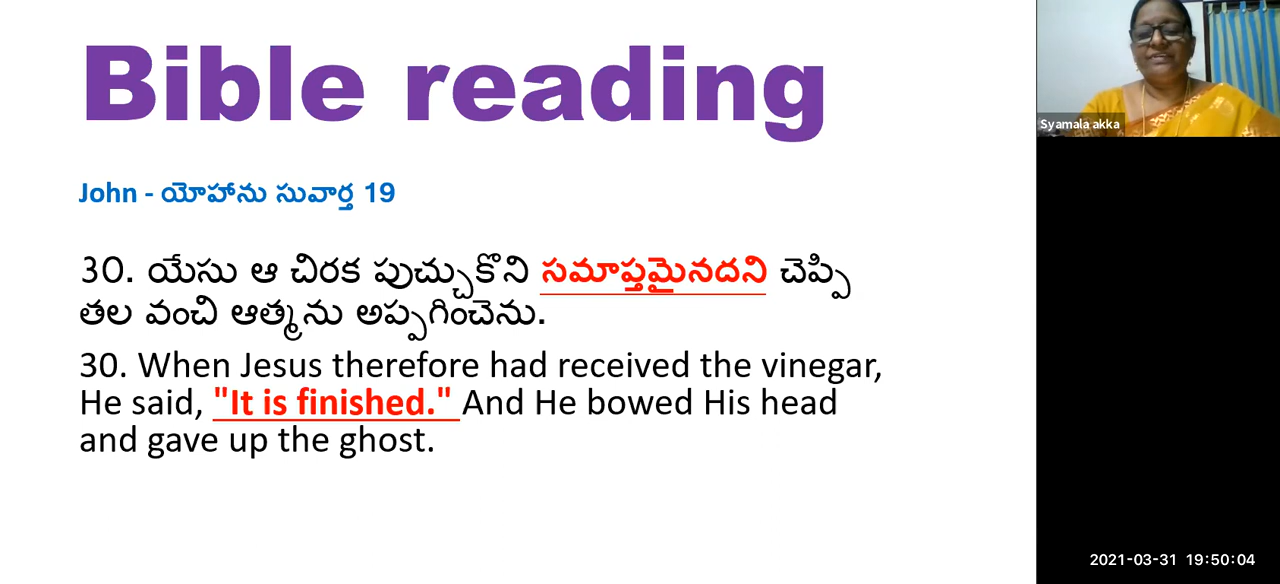 Bible reading
Syamala akka
John - యోహాను సువార్త 19
30. యేసు ఆ చిరక పుచ్చుకొని సమాప్తమైనదని చెప్పి
తల వంచి ఆత్మను అప్పగించెను.
30. When Jesus therefore had received the vinegar,
He said, "It is finished." And He bowed His head
and gave up the ghost.
2021-03-31 19:50:04